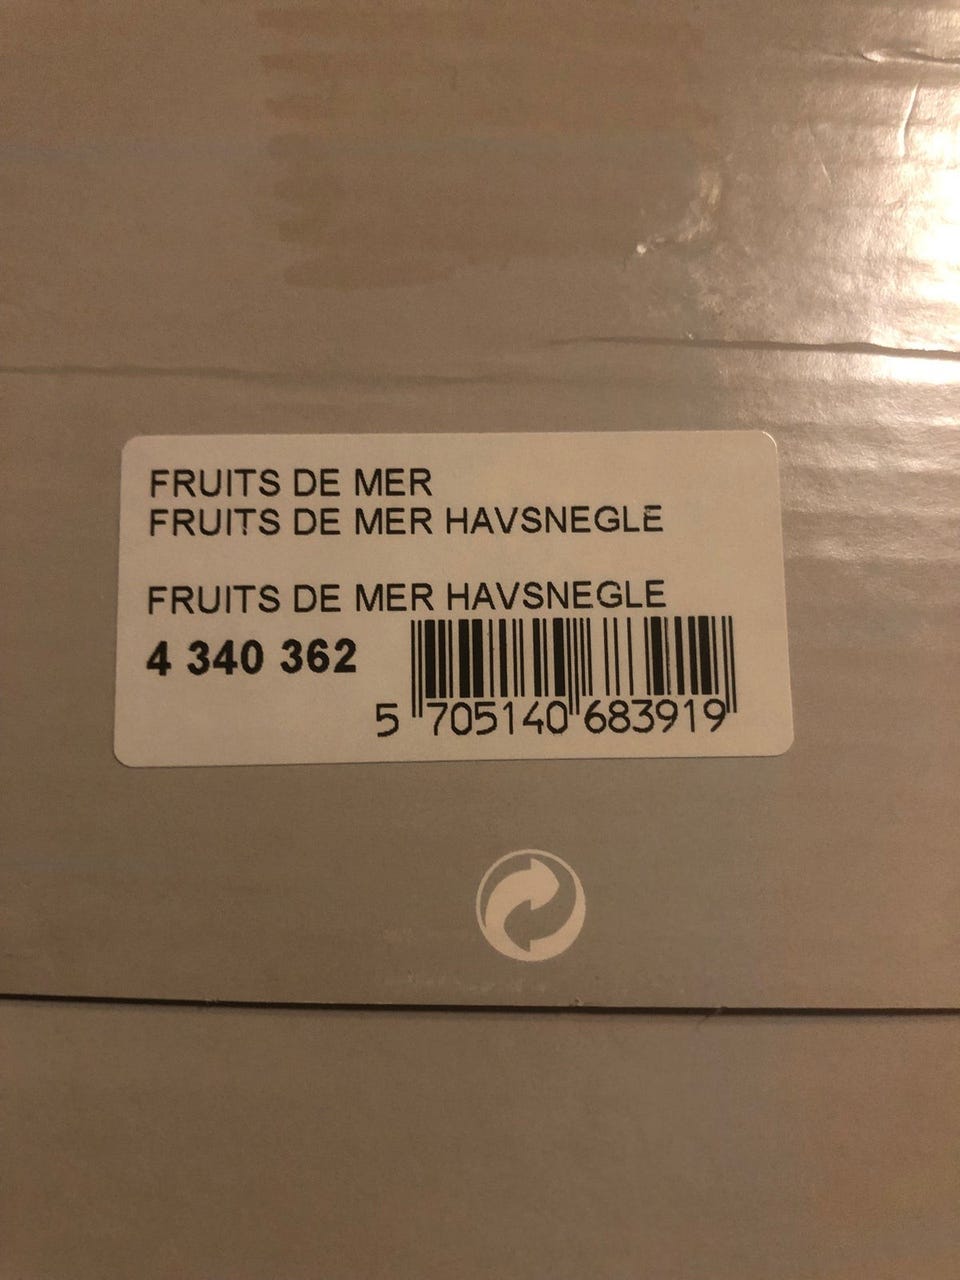 FRUITS DE MER
FRUITS DE MER HAVSNEGLE
FRUITS DE MER HAVSNEGLE
4 340 362
5 705140 683919